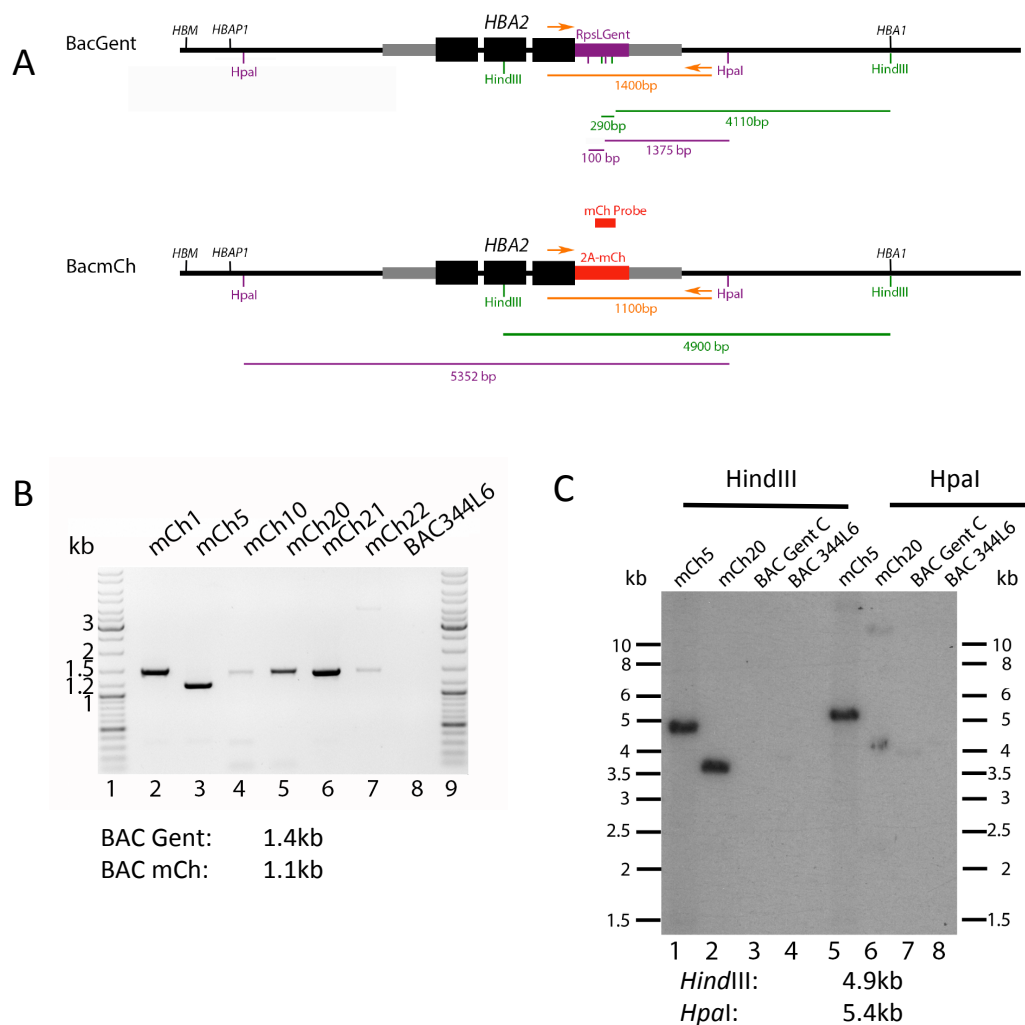 A
BacGent
HBM
HBAP1
HBA2
RpsLGent
HBA1
HpaI
HindIII
HpaI
HindIII
1400bp
290bp
4110bp
100 bp
1375 bp
mCh Probe
BacmCh
HBM
HBAP1
HBA2
2A-mCh
HBA1
HpaI
HindIII
HpaI
HindIII
1100bp
4900 bp
5352 bp
B
kb
mCh1
mCh5
mCh10
mCh20
mCh21
mCh22
BAC344L6
3
2
1.5
1.2
1
1 2 3 4 5 6 7 8 9
BAC Gent: 1.4kb
BAC mCh: 1.1kb
C
HindIII HpaI
kb
mCh5
mCh20
BAC Gent C
BAC 344L6
mCh5
mCh20
BAC Gent C
BAC 344L6
kb
10 10
8 8
6 6
5 5
4 4
3.5 3.5
3 3
2.5 2.5
2 2
1.5 1.5
1 2 3 4 5 6 7 8
HindIII: 4.9kb
HpaI: 5.4kb